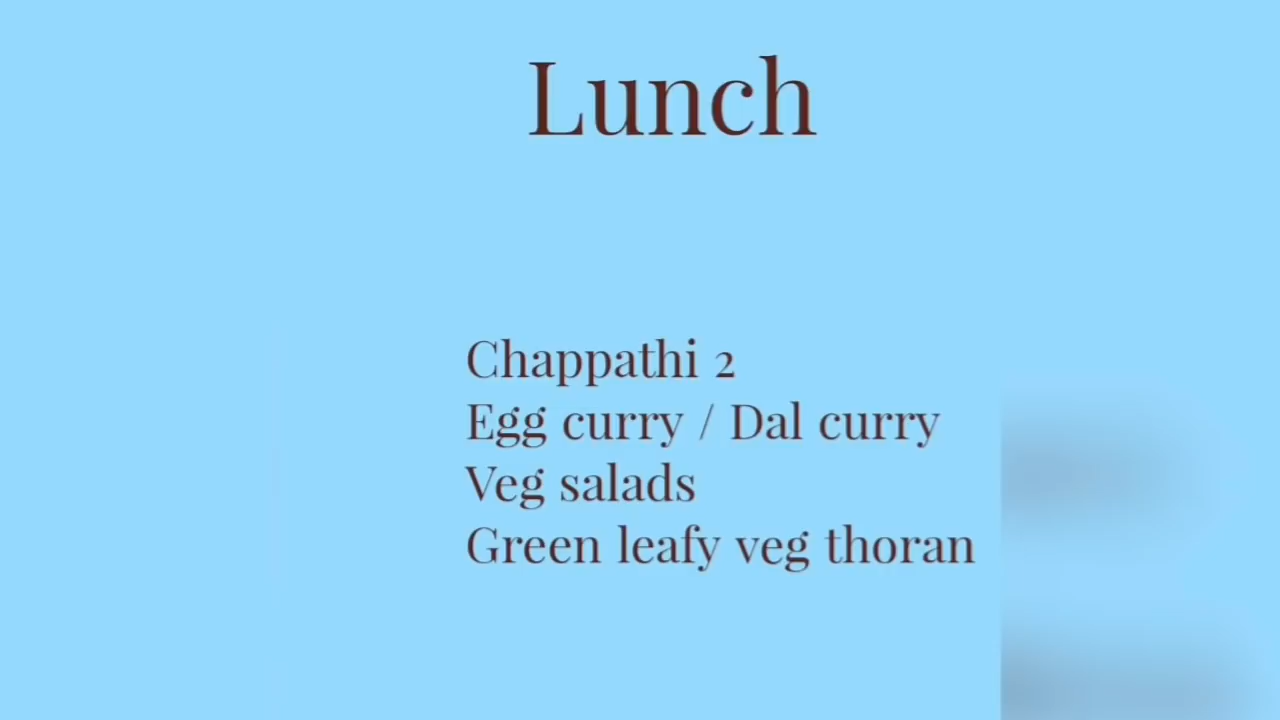 Lunch
Chappathi 2
Egg curry / Dal curry
Veg salads
Green leafy veg thoran